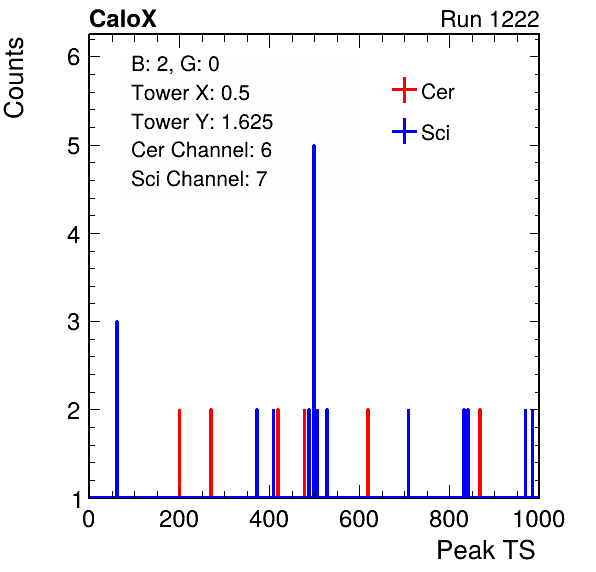 CaloX Run 1222
Counts
B: 2, G: 0
Tower X: 0.5
Tower Y: 1.625
Cer Channel: 6
Sci Channel: 7
Cer
Sci
6
5
4
3
2
1
0 200 400 600 800 1000
Peak TS